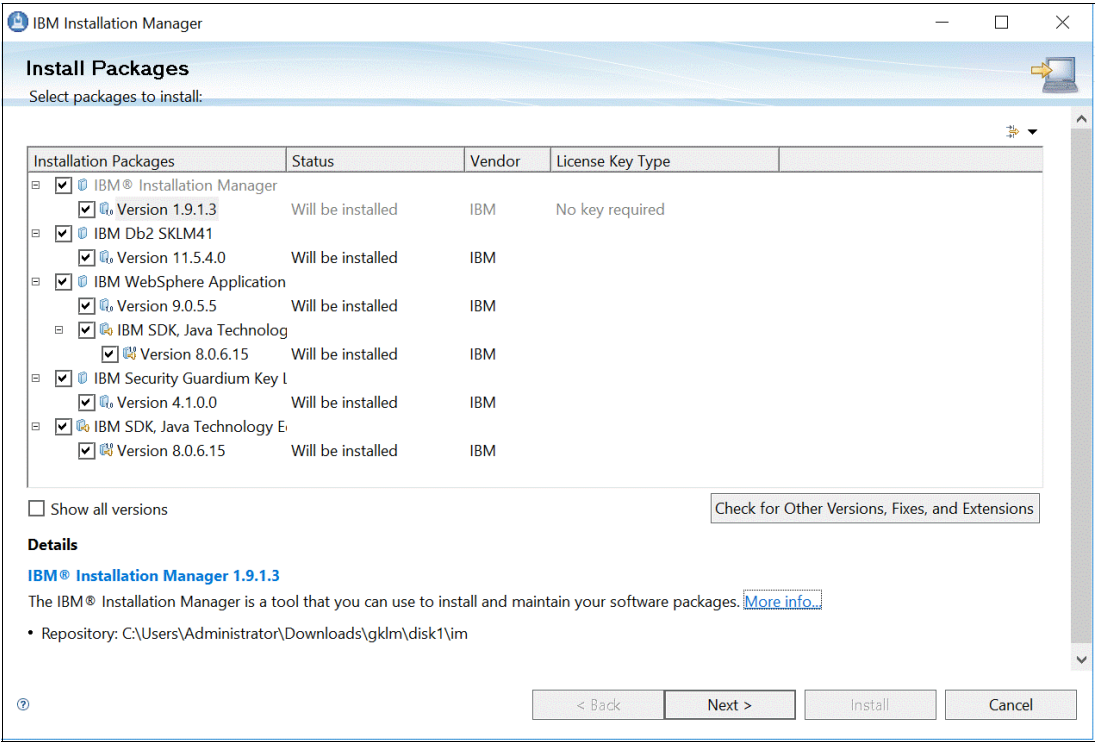 IBM Installation Manager
Install Packages
Select packages to install:
Installation Packages Status Vendor License Key Type
IBM® Installation Manager
Version 1.9.1.3 Will be installed IBM No key required
IBM Db2 SKLM41
Version 11.5.4.0 Will be installed IBM
IBM WebSphere Application
Version 9.0.5.5 Will be installed IBM
IBM SDK, Java Technolog
Version 8.0.6.15 Will be installed IBM
IBM Security Guardium Key L
Version 4.1.0.0 Will be installed IBM
IBM SDK, Java Technology E
Version 8.0.6.15 Will be installed IBM
Show all versions Check for Other Versions, Fixes, and Extensions
Details
IBM® Installation Manager 1.9.1.3
The IBM® Installation Manager is a tool that you can use to install and maintain your software packages. More info...
• Repository: C:\Users\Administrator\Downloads\gklm\disk1\im
? < Back Next > Install Cancel